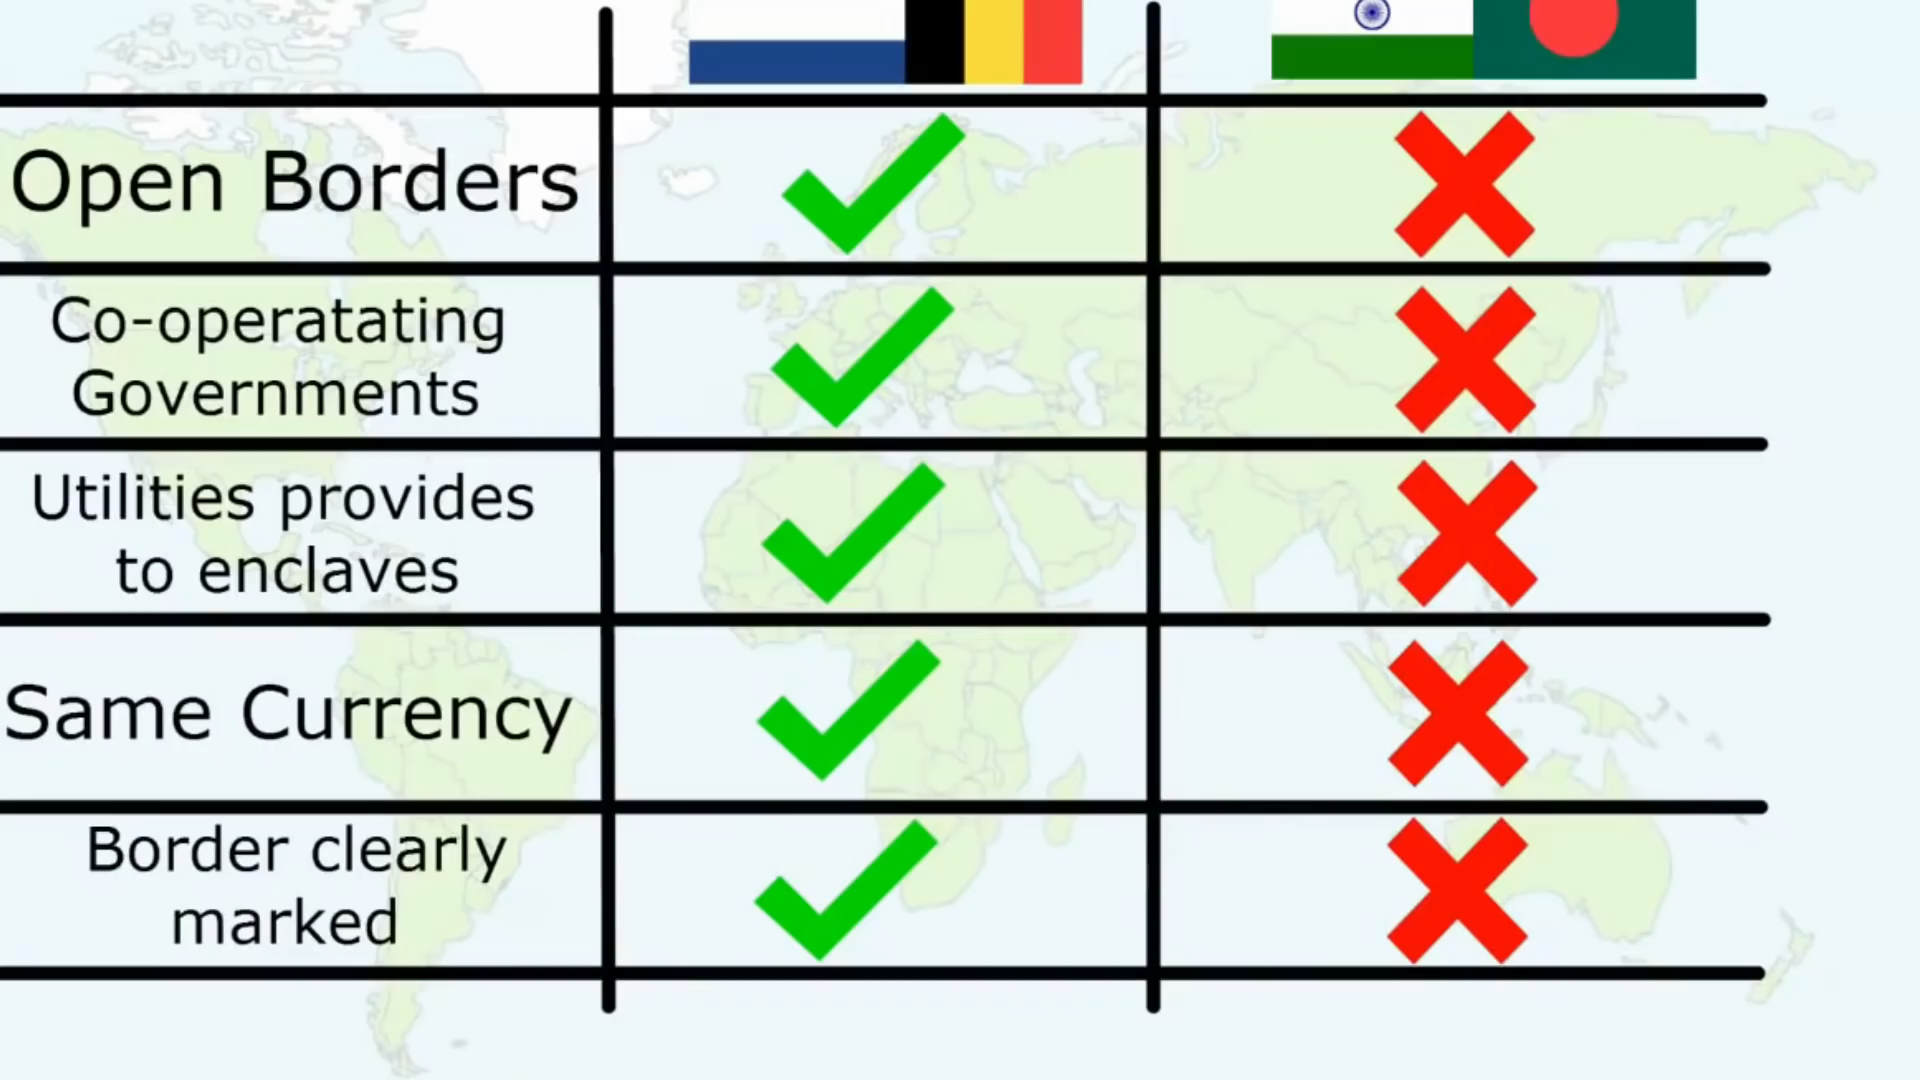 Open Borders
Co-operatating
Governments
Utilities provides
to enclaves
Same Currency
Border clearly
marked